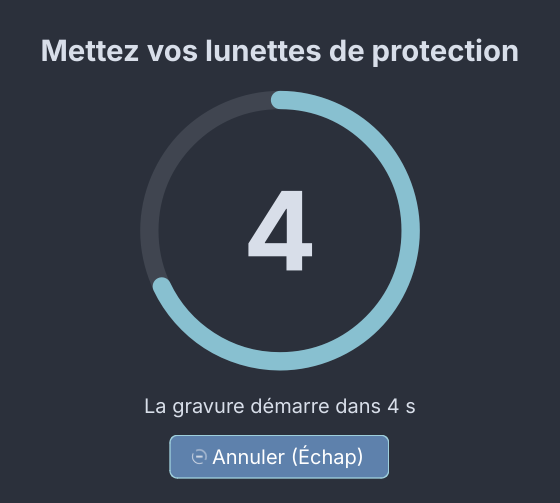 Mettez vos lunettes de protection
4
La gravure démarre dans 4 s
Annuler (Échap)